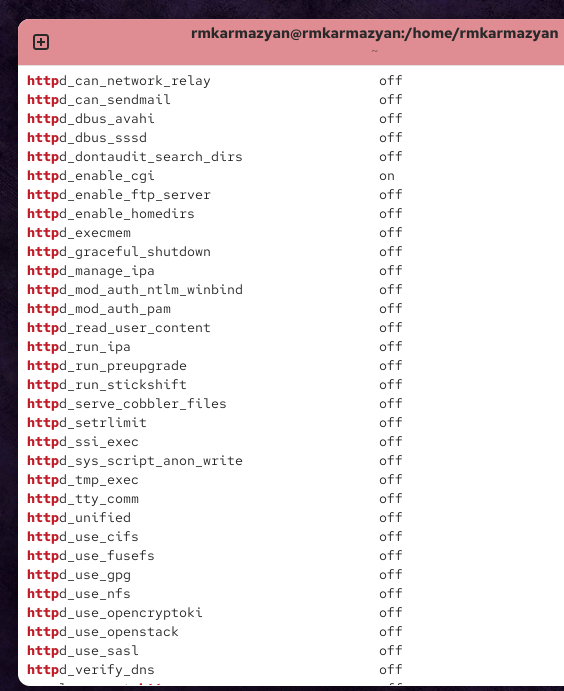 rmkarmazyan@rmkarmazyan:/home/rmkarmazyan
~
httpd_can_network_relay off
httpd_can_sendmail off
httpd_dbus_avahi off
httpd_dbus_sssd off
httpd_dontaudit_search_dirs off
httpd_enable_cgi on
httpd_enable_ftp_server off
httpd_enable_homedirs off
httpd_execmem off
httpd_graceful_shutdown off
httpd_manage_ipa off
httpd_mod_auth_ntlm_winbind off
httpd_mod_auth_pam off
httpd_read_user_content off
httpd_run_ipa off
httpd_run_preupgrade off
httpd_run_stickshift off
httpd_serve_cobbler_files off
httpd_setrlimit off
httpd_ssi_exec off
httpd_sys_script_anon_write off
httpd_tmp_exec off
httpd_tty_comm off
httpd_unified off
httpd_use_cifs off
httpd_use_fusefs off
httpd_use_gpg off
httpd_use_nfs off
httpd_use_opencryptoki off
httpd_use_openstack off
httpd_use_sasl off
httpd_verify_dns off